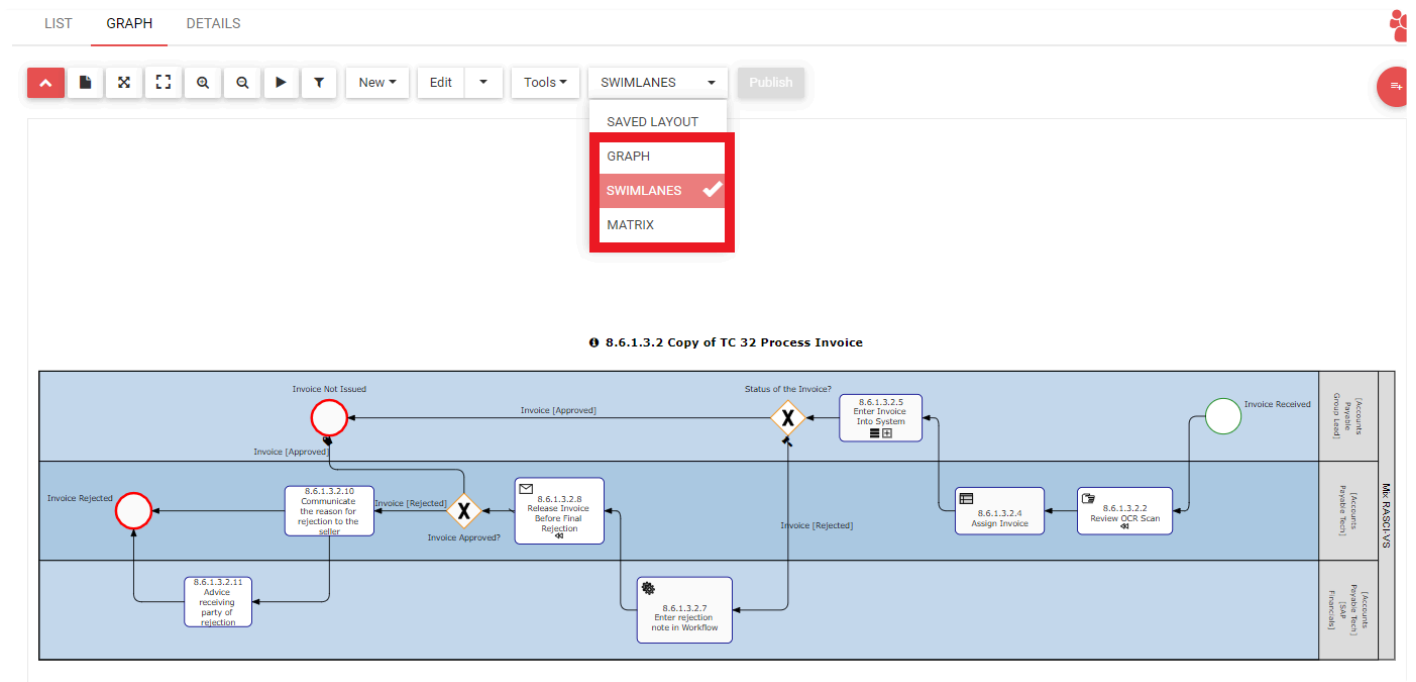 LIST
GRAPH
DETAILS
New
Edit
Tools
SWIMLANES
Publish
SAVED LAYOUT
GRAPH
SWIMLANES
MATRIX
8.6.1.3.2 Copy of TC 32 Process Invoice
Invoice Not Issued
Status of the Invoice?
Invoice [Approved]
8.6.1.3.2.5
Enter Invoice
Into System
Invoice Received
[Accounts
Payable
Group Lead]
Invoice [Approved]
Invoice Rejected
8.6.1.3.2.10
Communicate
the reason for
rejection to the
seller
Invoice [Rejected]
X
Invoice Approved?
8.6.1.3.2.8
Release Invoice
Before Final
Rejection
X
Invoice [Rejected]
8.6.1.3.2.4
Assign Invoice
8.6.1.3.2.2
Review OCR Scan
[Accounts
Payable Tech]
Mix RASCI-VS
8.6.1.3.2.11
Advice
receiving
party of
rejection
8.6.1.3.2.7
Enter rejection
note in Workflow
[Accounts
Payable Tech]
[SAP
Financials]